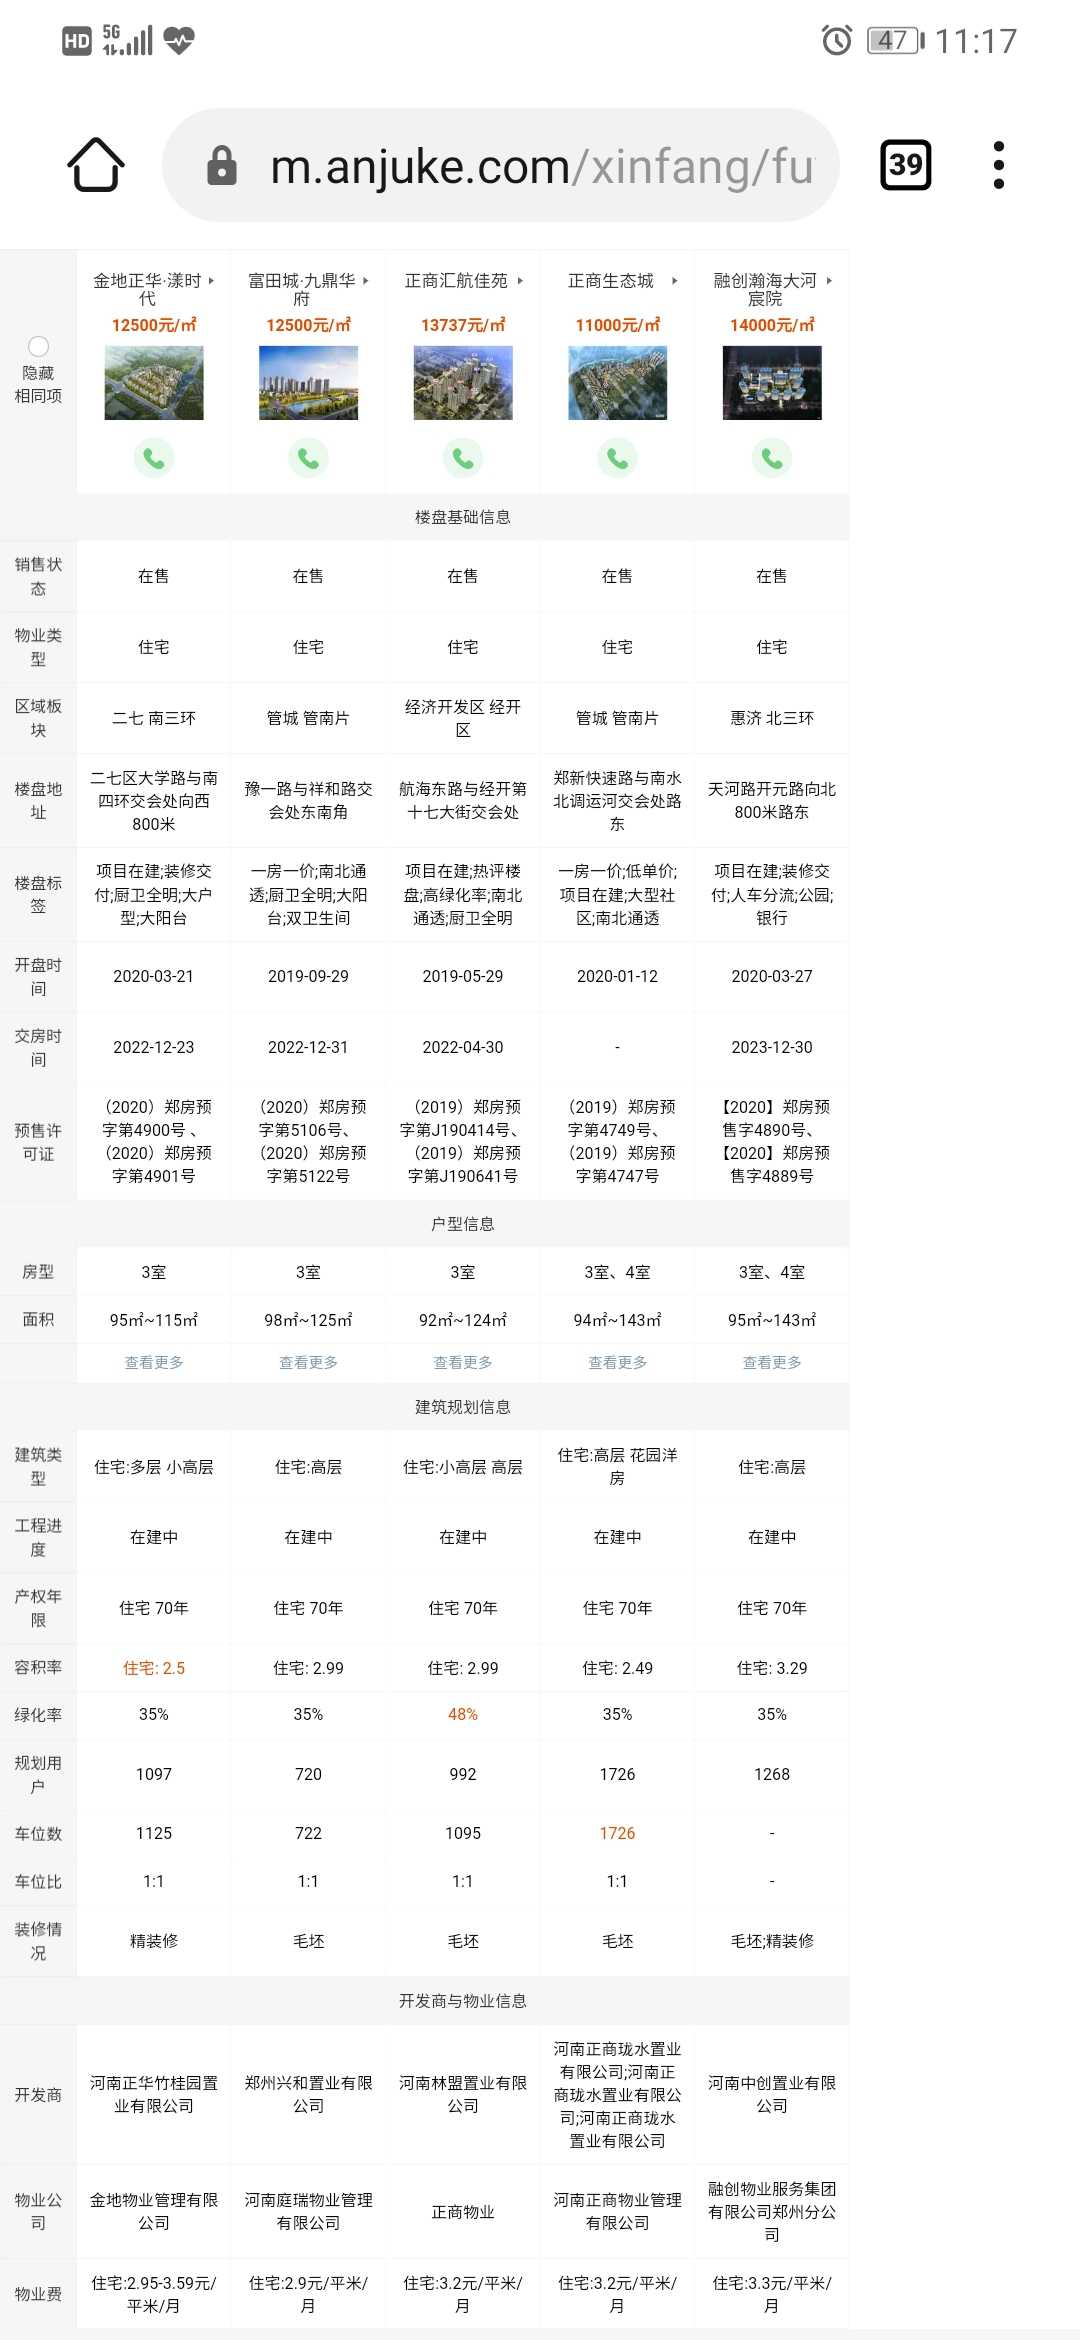 HD 5G 47 11:17
m.anjuke.com/xinfang/fu
39
金地正华·漾时代
富田城·九鼎华府
正商汇航佳苑
正商生态城
融创瀚海大河宸院
12500元/㎡ 12500元/㎡ 13737元/㎡ 11000元/㎡ 14000元/㎡
隐藏
相同项
楼盘基础信息
销售状态 在售 在售 在售 在售 在售
物业类型 住宅 住宅 住宅 住宅 住宅
区域板块 二七 南三环 管城 管南片 经济开发区 经开区 管城 管南片 惠济 北三环
楼盘地址 二七区大学路与南四环交会处向西800米 豫一路与祥和路交会处东南角 航海东路与经开第十七大街交会处 郑新快速路与南水北调运河交会处路东 天河路开元路向北800米路东
楼盘标签 项目在建;装修交付;厨卫全明;大户型;大阳台 一房一价;南北通透;厨卫全明;大阳台;双卫生间 项目在建;热评楼盘;高绿化率;南北通透;厨卫全明 一房一价;低单价;项目在建;大型社区;南北通透 项目在建;装修交付;人车分流;公园;银行
开盘时间 2020-03-21 2019-09-29 2019-05-29 2020-01-12 2020-03-27
交房时间 2022-12-23 2022-12-31 2022-04-30 - 2023-12-30
预售许可证 （2020）郑房预字第4900号、（2020）郑房预字第4901号 （2020）郑房预字第5106号、（2020）郑房预字第5122号 （2019）郑房预字第J190414号、（2019）郑房预字第J190641号 （2019）郑房预字第4749号、（2019）郑房预字第4747号 【2020】郑房预售字4890号、【2020】郑房预售字4889号
户型信息
房型 3室 3室 3室 3室、4室 3室、4室
面积 95㎡~115㎡ 98㎡~125㎡ 92㎡~124㎡ 94㎡~143㎡ 95㎡~143㎡
查看更多 查看更多 查看更多 查看更多 查看更多
建筑规划信息
建筑类型 住宅:多层 小高层 住宅:高层 住宅:小高层 高层 住宅:高层 花园洋房 住宅:高层
工程进度 在建中 在建中 在建中 在建中 在建中
产权年限 住宅 70年 住宅 70年 住宅 70年 住宅 70年 住宅 70年
容积率 住宅: 2.5 住宅: 2.99 住宅: 2.99 住宅: 2.49 住宅: 3.29
绿化率 35% 35% 48% 35% 35%
规划用户 1097 720 992 1726 1268
车位数 1125 722 1095 1726 -
车位比 1:1 1:1 1:1 1:1 -
装修情况 精装修 毛坯 毛坯 毛坯 毛坯;精装修
开发商与物业信息
开发商 河南正华竹桂园置业有限公司 郑州兴和置业有限公司 河南林盟置业有限公司 河南正商珑水置业有限公司;河南正商珑水置业有限公司;河南正商珑水置业有限公司 河南中创置业有限公司
物业公司 金地物业管理有限公司 河南庭瑞物业管理有限公司 正商物业 河南正商物业管理有限公司 融创物业服务集团有限公司郑州分公司
物业费 住宅:2.95-3.59元/平米/月 住宅:2.9元/平米/月 住宅:3.2元/平米/月 住宅:3.2元/平米/月 住宅:3.3元/平米/月